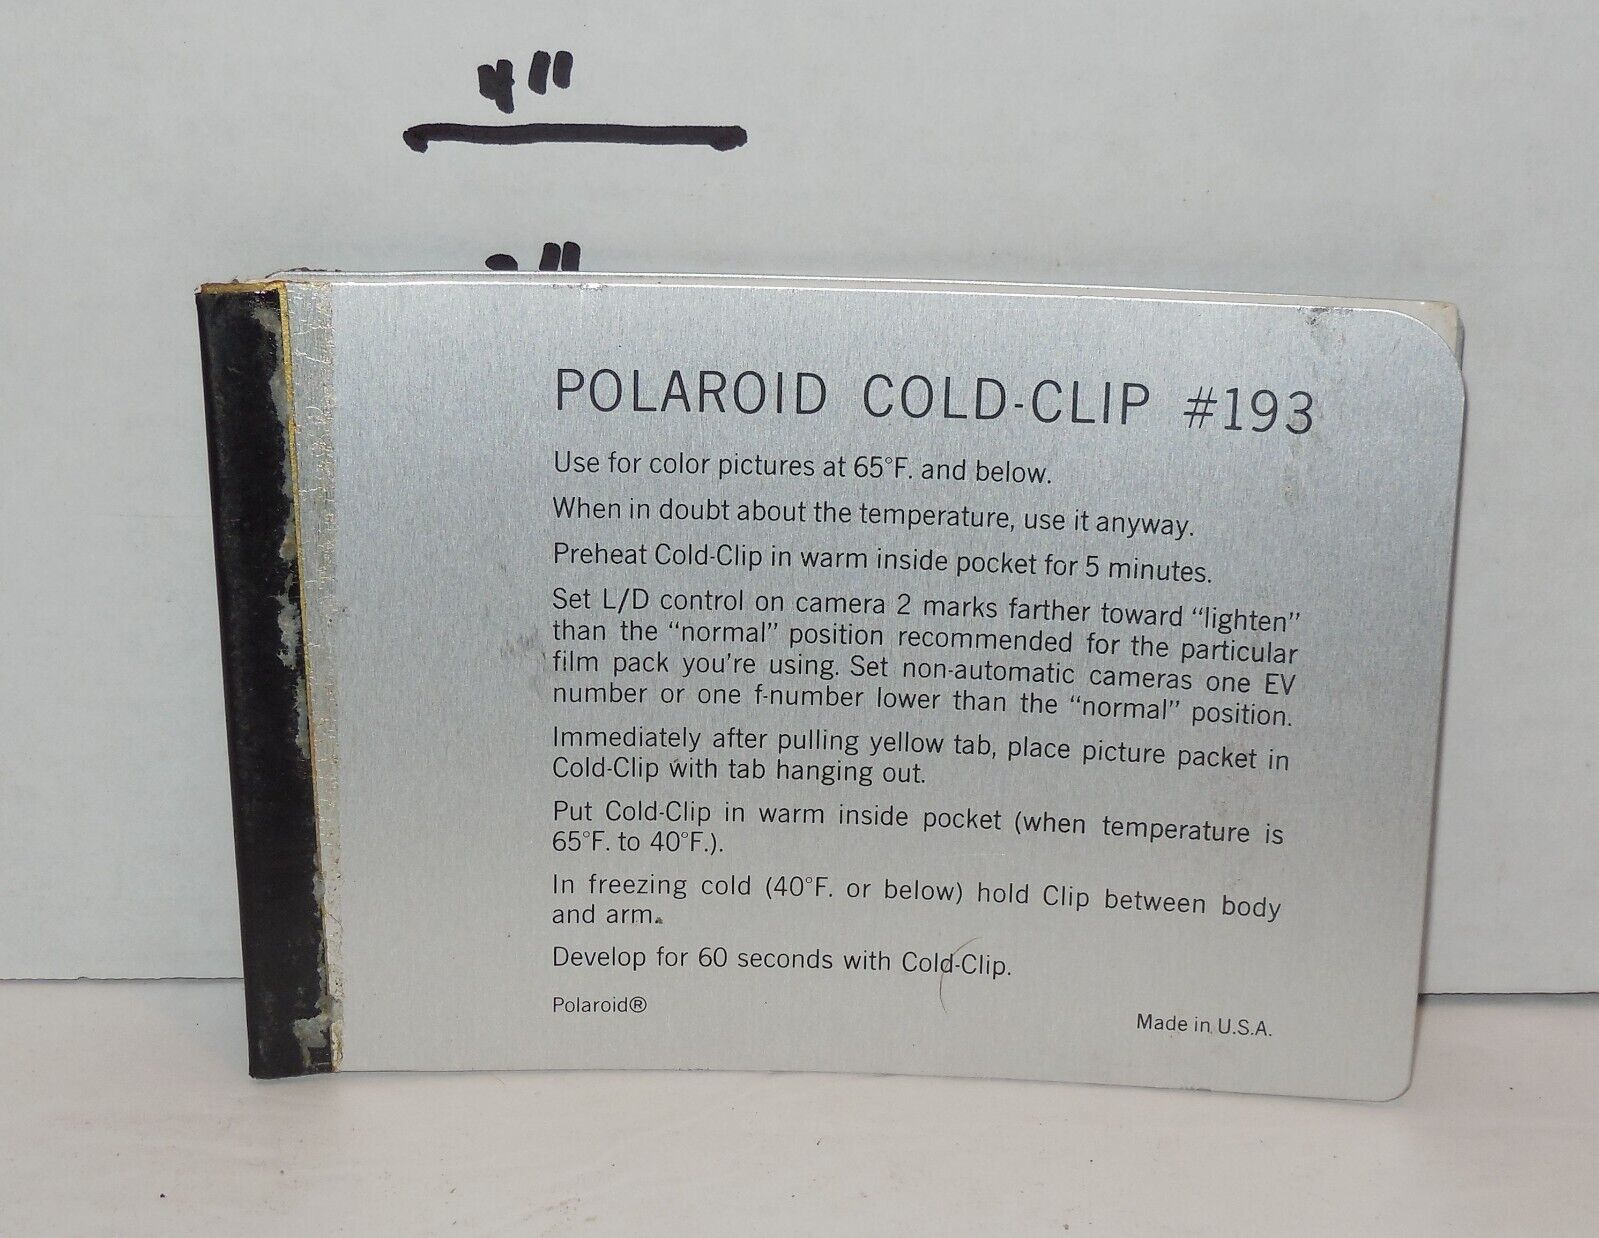 4"
"
POLAROID COLD-CLIP #193
Use for color pictures at 65°F. and below.
When in doubt about the temperature, use it anyway.
Preheat Cold-Clip in warm inside pocket for 5 minutes.
Set L/D control on camera 2 marks farther toward “lighten”
than the “normal” position recommended for the particular
film pack you're using. Set non-automatic cameras one EV
number or one f-number lower than the “normal” position.
Immediately after pulling yellow tab, place picture packet in
Cold-Clip with tab hanging out.
Put Cold-Clip in warm inside pocket (when temperature is
65°F. to 40°F.).
In freezing cold (40°F. or below) hold Clip between body
and arm.
Develop for 60 seconds with Cold-Clip.
Polaroid®
Made in U.S.A.